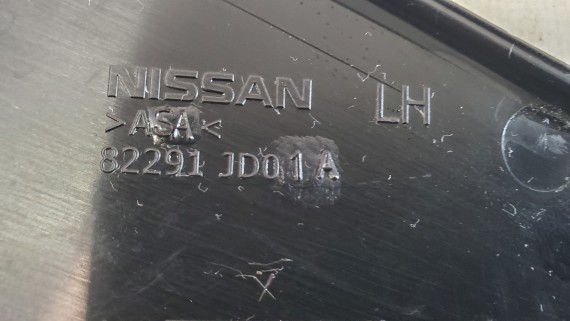 NISSAN LH
>ASA<
82291 JD01A